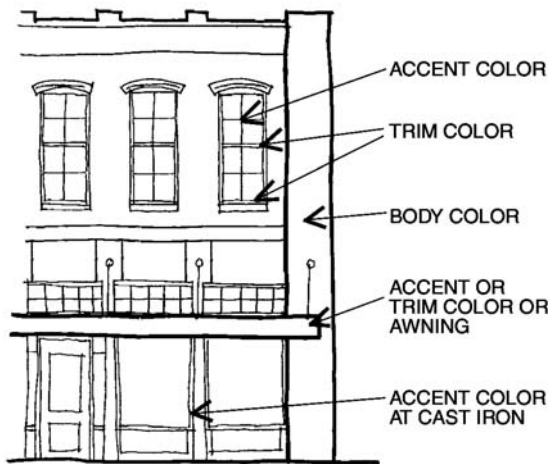 ACCENT COLOR
TRIM COLOR
BODY COLOR
ACCENT OR
TRIM COLOR OR
AWNING
ACCENT COLOR
AT CAST IRON